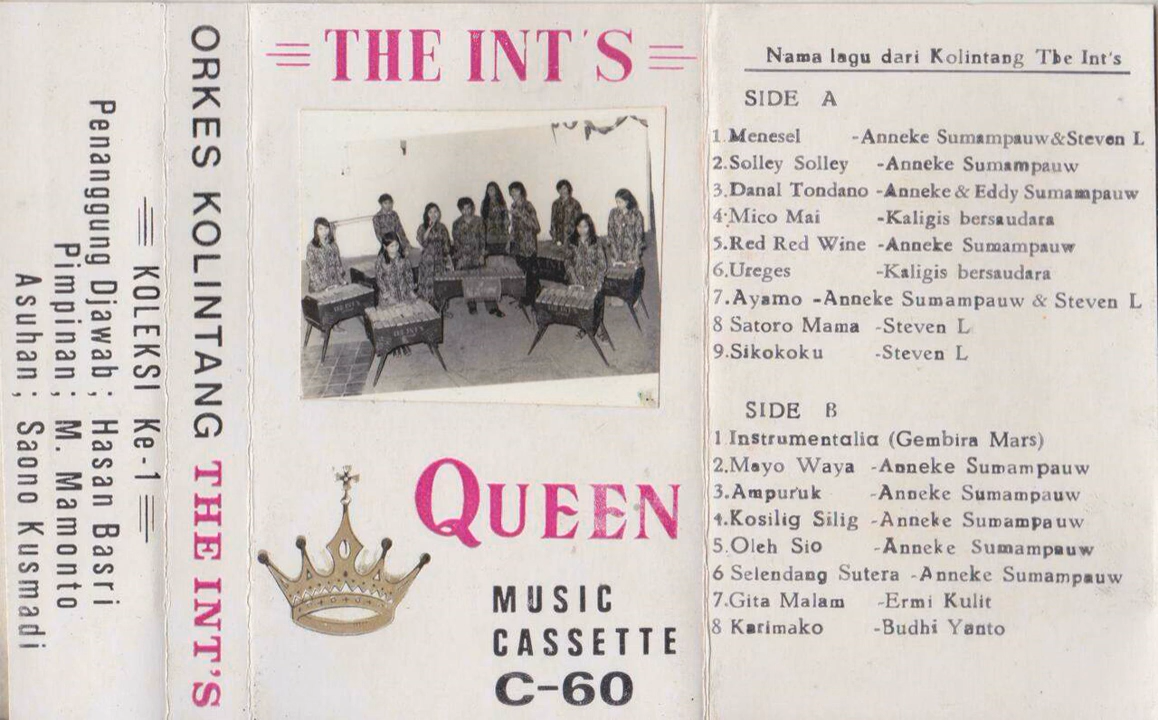 KOLEKSI Ke-1
Penanggung Djawab ; Hasan Basri
Pimpinan ; M. Mamonto
Asuhan ; Saono Kusmadi
ORKES KOLINTANG THE INT'S
THE INT'S
QUEEN
MUSIC
CASSETTE
C-60
Nama lagu dari Kolintang The Int's
SIDE A
1.Menesel -Anneke Sumampauw&Steven L
2.Solley Solley -Anneke Sumampauw
3.Danal Tondano -Anneke & Eddy Sumampauw
4.Mico Mai -Kaligis bersaudara
5.Red Red Wine -Anneke Sumampauw
6.Ureges -Kaligis bersaudara
7.Ayamo -Anneke Sumampauw & Steven L
8 Satoro Mama -Steven L
9.Sikokoku -Steven L
SIDE B
1 Instrumentalia (Gembira Mars)
2.Mayo Waya -Anneke Sumampauw
3.Ampuruk -Anneke Sumampauw
4.Kosilig Silig -Anneke Sumampauw
5.Oleh Sio -Anneke Sumampauw
6 Selendang Sutera -Anneke Sumampauw
7.Gita Malam -Ermi Kulit
8 Karimako -Budhi Yanto